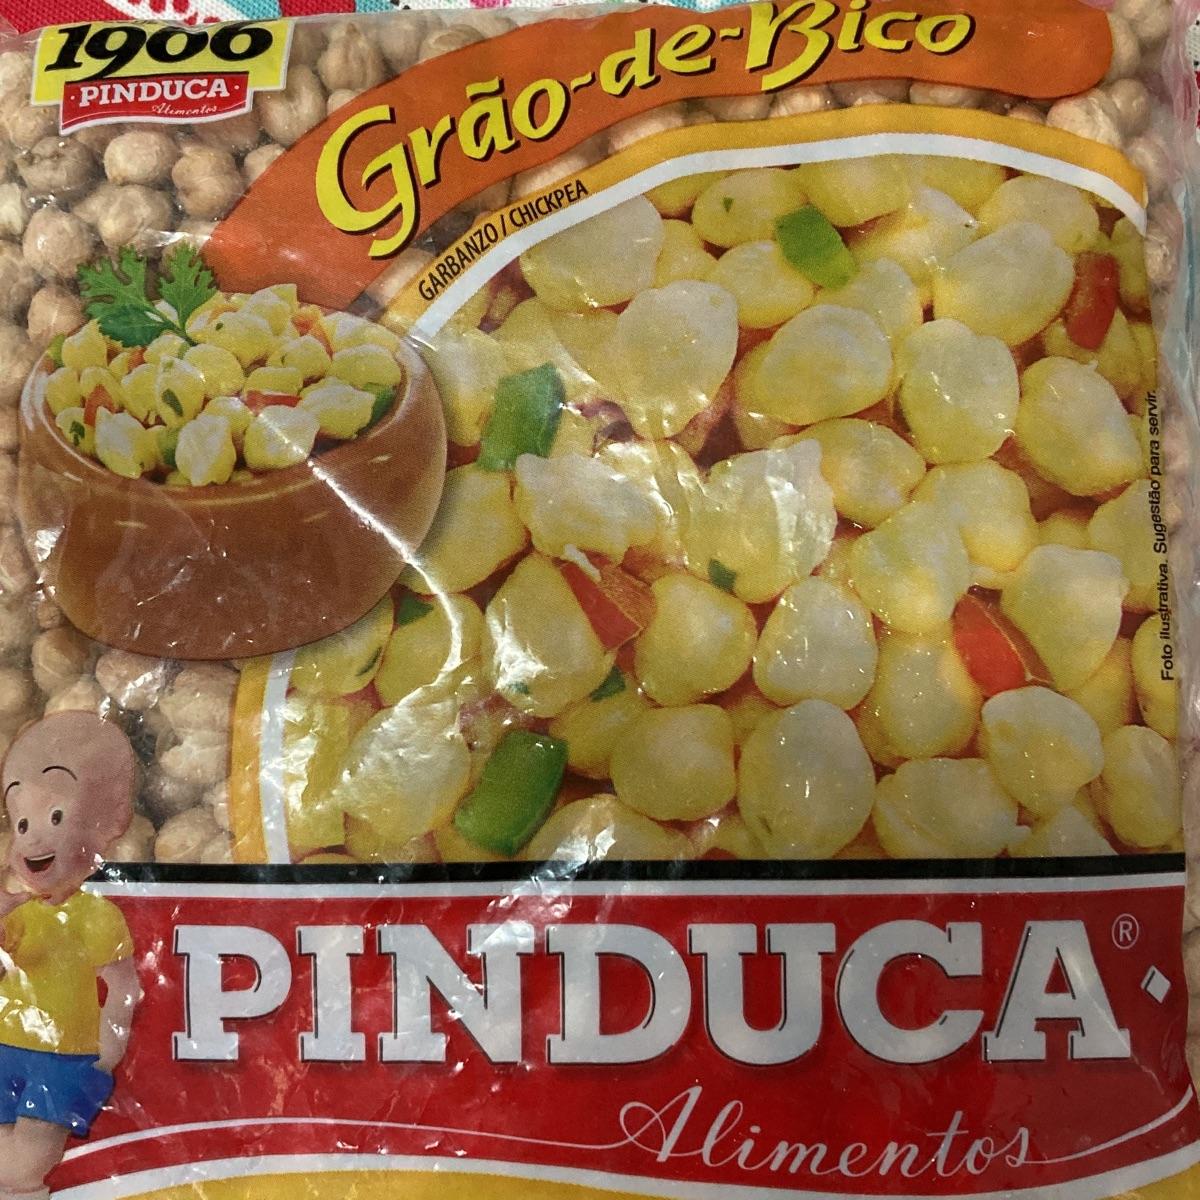 1906
·PINDUCA·
Alimentos
Grão-de-Bico
GARBANZO / CHICKPEA
Foto ilustrativa. Sugestão para servir.
PINDUCA®
Alimentos